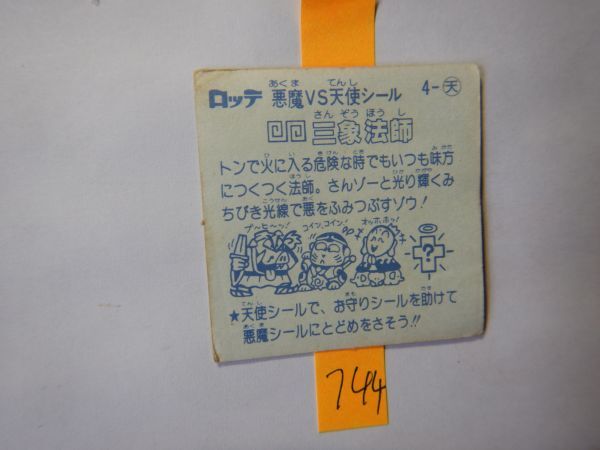 ロッテ 悪魔VS天使シール 4-天
三象法師
トンで火に入る危険な時でもいつも味方
につくつく法師。さんゾーと光り輝くみ
ちびき光線で悪をふみつぶすゾウ!
ブ〜ヒ〜ッ! コイン、コイン! オッホ、ホッ!
?
★天使シールで、お守りシールを助けて
悪魔シールにとどめをさそう!!
744